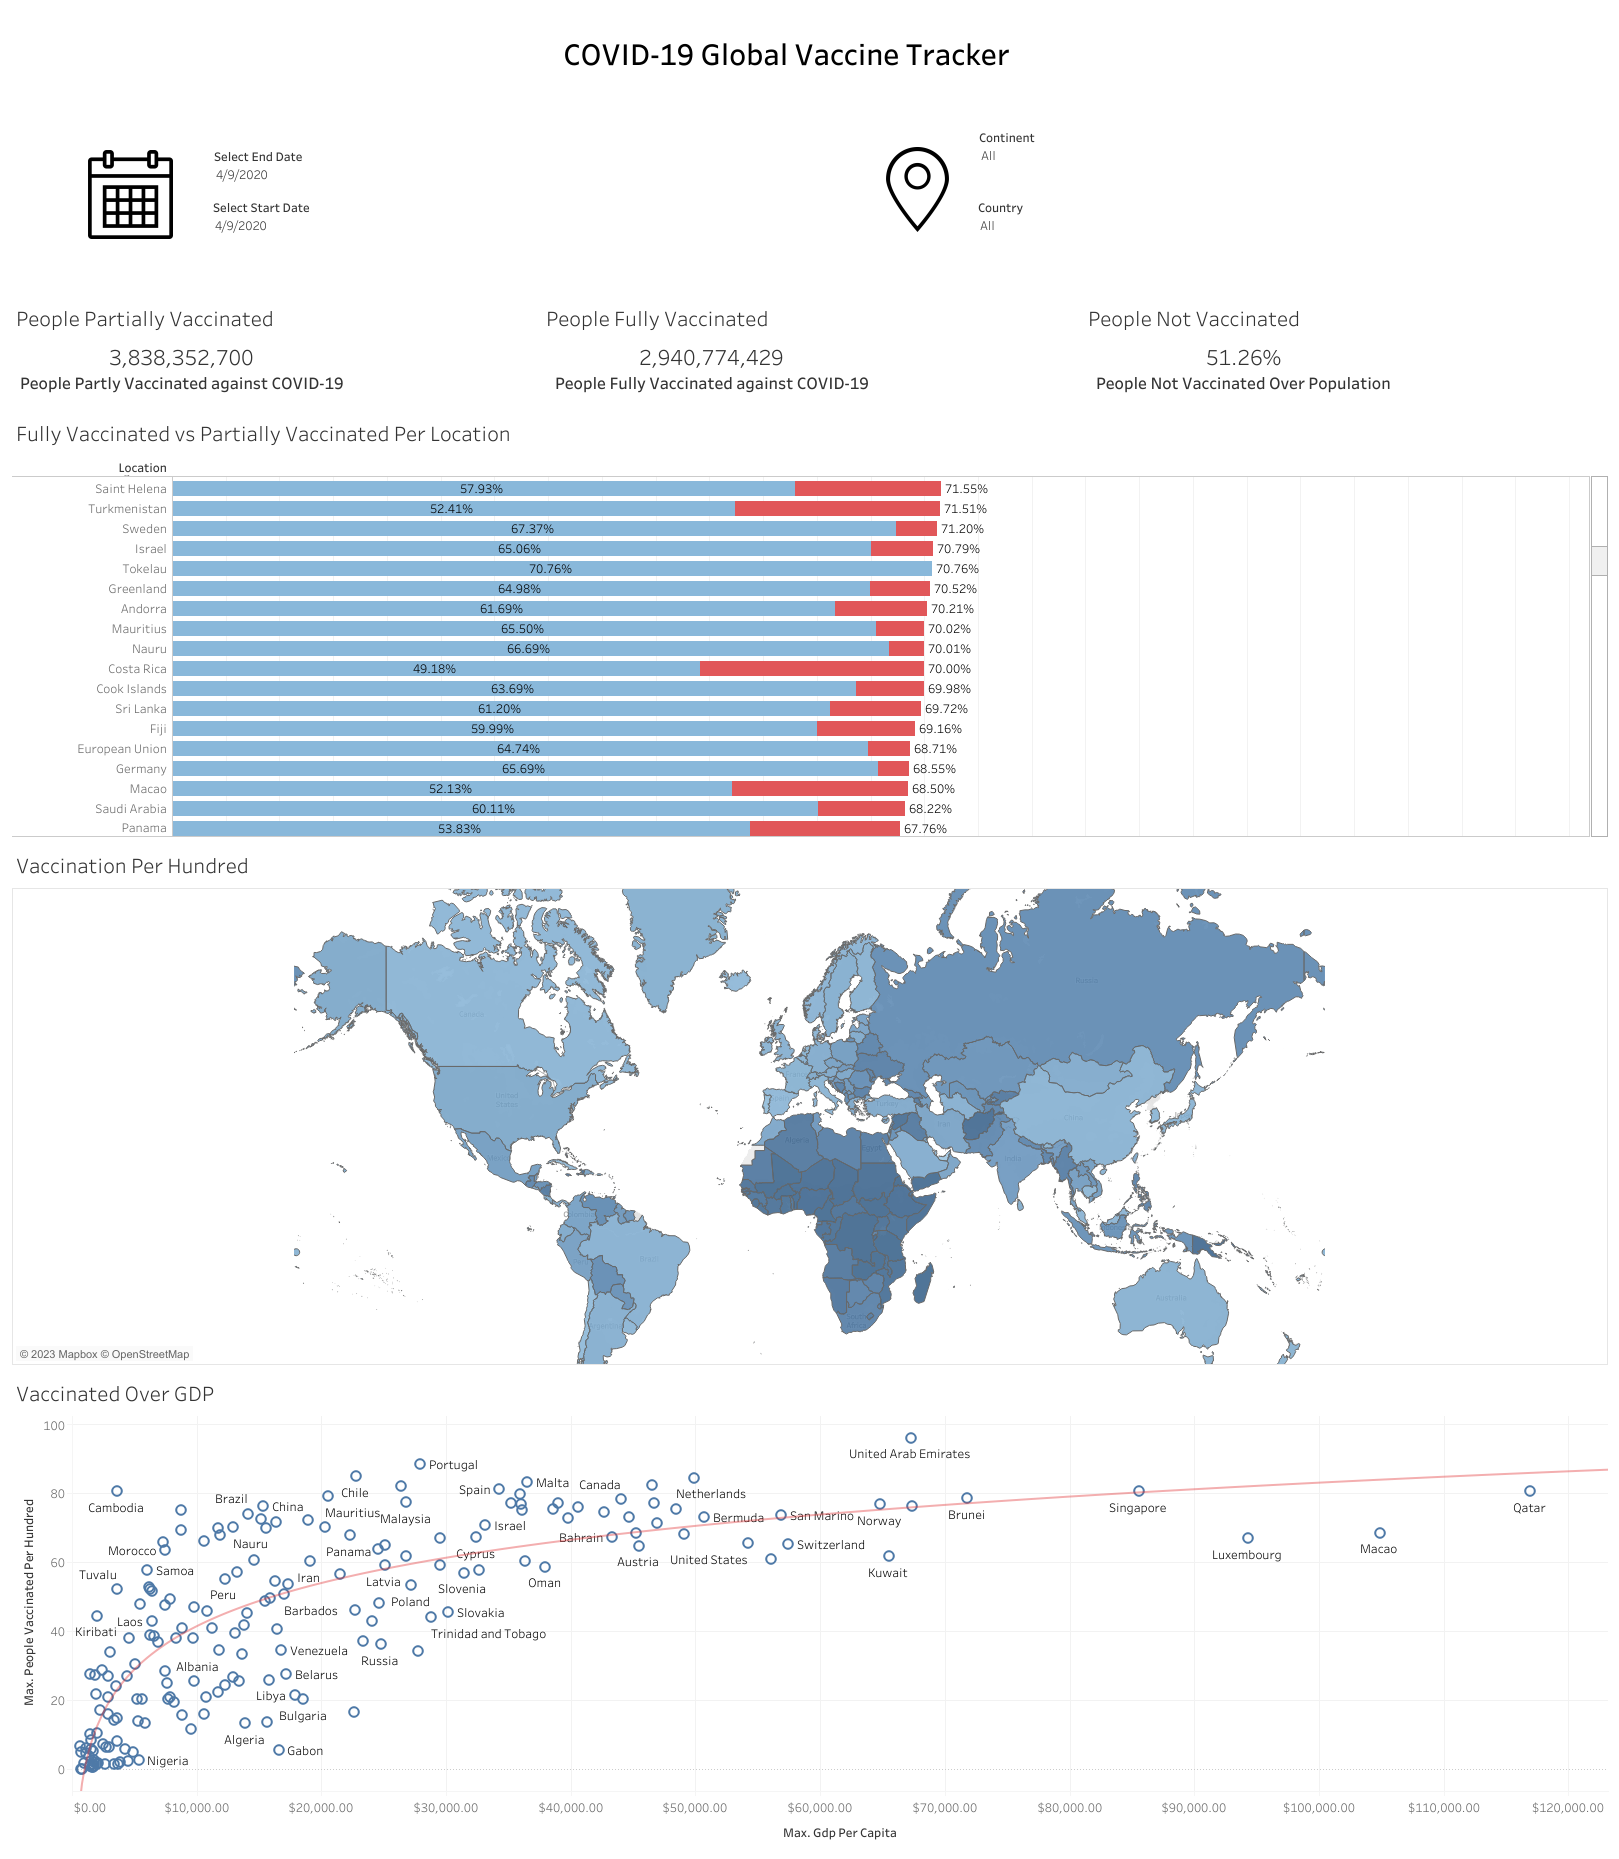 COVID-19 Global Vaccine Tracker
Select End Date
4/9/2020
Select Start Date
4/9/2020
Continent
All
Country
All
People Partially Vaccinated
3,838,352,700
People Partly Vaccinated against COVID-19
People Fully Vaccinated
2,940,774,429
People Fully Vaccinated against COVID-19
People Not Vaccinated
51.26%
People Not Vaccinated Over Population
Fully Vaccinated vs Partially Vaccinated Per Location
Location
Saint Helena 57.93% 71.55%
Turkmenistan 52.41% 71.51%
Sweden 67.37% 71.20%
Israel 65.06% 70.79%
Tokelau 70.76% 70.76%
Greenland 64.98% 70.52%
Andorra 61.69% 70.21%
Mauritius 65.50% 70.02%
Nauru 66.69% 70.01%
Costa Rica 49.18% 70.00%
Cook Islands 63.69% 69.98%
Sri Lanka 61.20% 69.72%
Fiji 59.99% 69.16%
European Union 64.74% 68.71%
Germany 65.69% 68.55%
Macao 52.13% 68.50%
Saudi Arabia 60.11% 68.22%
Panama 53.83% 67.76%
Vaccination Per Hundred
Russia
Canada
United
States
China
Algeria
India
Brazil
Australia
© 2023 Mapbox © OpenStreetMap
Vaccinated Over GDP
Max. People Vaccinated Per Hundred
100
80
60
40
20
0
United Arab Emirates
Portugal
Cambodia
Brazil
China
Chile
Mauritius
Malaysia
Spain
Malta
Canada
Netherlands
Bermuda
San Marino
Norway
Brunei
Singapore
Qatar
Morocco
Nauru
Panama
Israel
Cyprus
Bahrain
Austria
United States
Switzerland
Kuwait
Luxembourg
Macao
Tuvalu
Samoa
Peru
Iran
Latvia
Slovenia
Oman
Kiribati
Laos
Barbados
Poland
Slovakia
Trinidad and Tobago
Albania
Venezuela
Russia
Belarus
Libya
Bulgaria
Algeria
Gabon
Nigeria
$0.00 $10,000.00 $20,000.00 $30,000.00 $40,000.00 $50,000.00 $60,000.00 $70,000.00 $80,000.00 $90,000.00 $100,000.00 $110,000.00 $120,000.00
Max. Gdp Per Capita